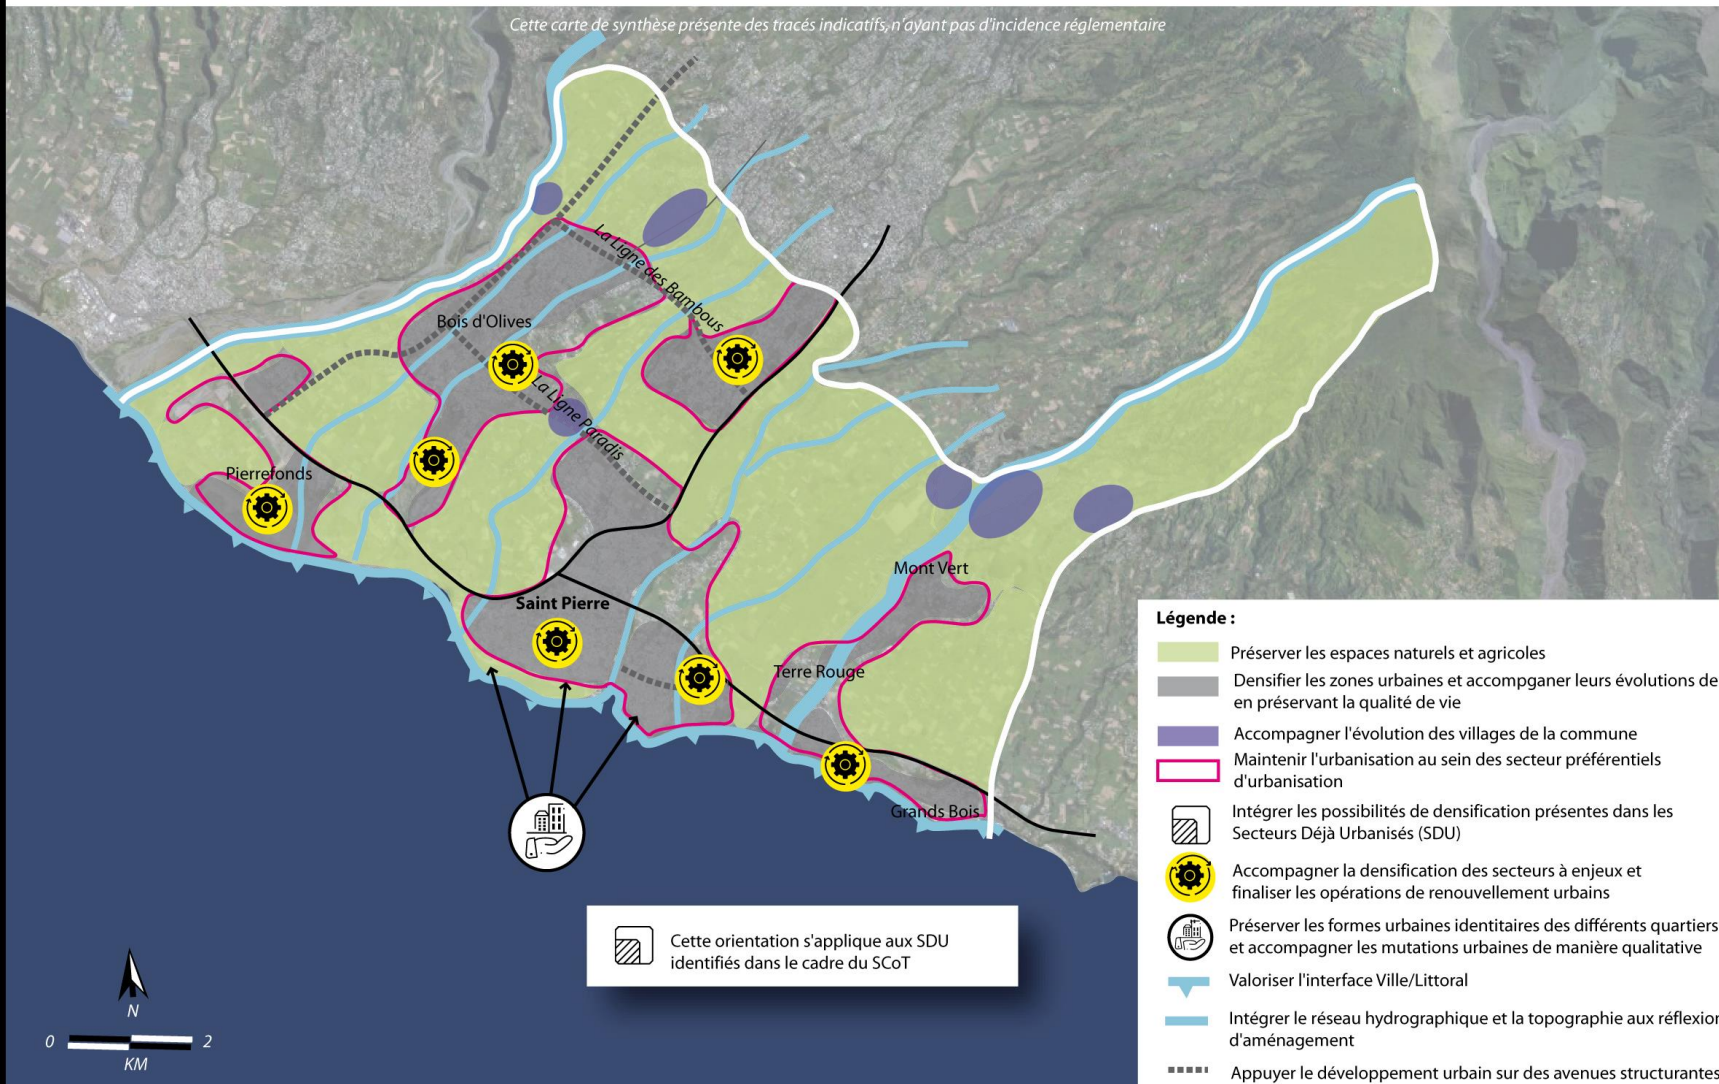 Cette carte de synthèse présente des tracés indicatifs, n'ayant pas d'incidence réglementaire
La Ligne des Bambous
Bois d'Olives
La Ligne Paradis
Pierrefonds
Mont Vert
Saint Pierre
Terre Rouge
Grands Bois
Légende :
Préserver les espaces naturels et agricoles
Densifier les zones urbaines et accompganer leurs évolutions de
en préservant la qualité de vie
Accompagner l'évolution des villages de la commune
Maintenir l'urbanisation au sein des secteur préférentiels
d'urbanisation
Intégrer les possibilités de densification présentes dans les
Secteurs Déjà Urbanisés (SDU)
Accompagner la densification des secteurs à enjeux et
finaliser les opérations de renouvellement urbains
Préserver les formes urbaines identitaires des différents quartiers
et accompagner les mutations urbaines de manière qualitative
Valoriser l'interface Ville/Littoral
Intégrer le réseau hydrographique et la topographie aux réflexion
d'aménagement
Appuyer le développement urbain sur des avenues structurantes
Cette orientation s'applique aux SDU
identifiés dans le cadre du SCoT
N
0 2
KM